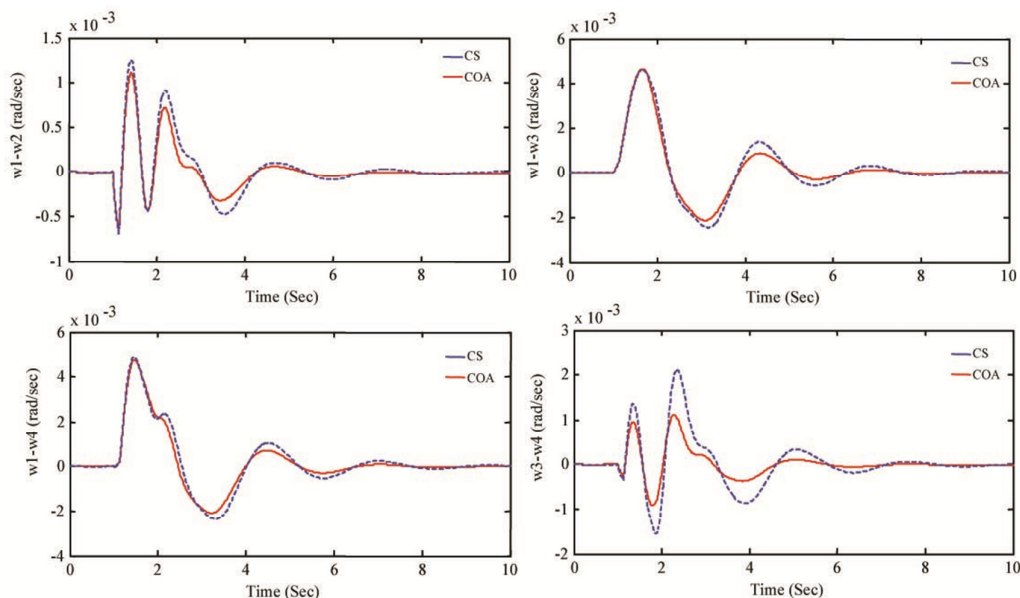 x 10 -3
1.5
1
0.5
0
-0.5
-1
w1-w2 (rad/sec)
CS
COA
0 2 4 6 8 10
Time (Sec)
x 10 -3
6
4
2
0
-2
-4
w1-w3 (rad/sec)
CS
COA
0 2 4 6 8 10
Time (Sec)
x 10 -3
6
4
2
0
-2
-4
w1-w4 (rad/sec)
CS
COA
0 2 4 6 8 10
Time (Sec)
x 10 -3
3
2
1
0
-1
-2
w3-w4 (rad/sec)
CS
COA
0 2 4 6 8 10
Time (Sec)